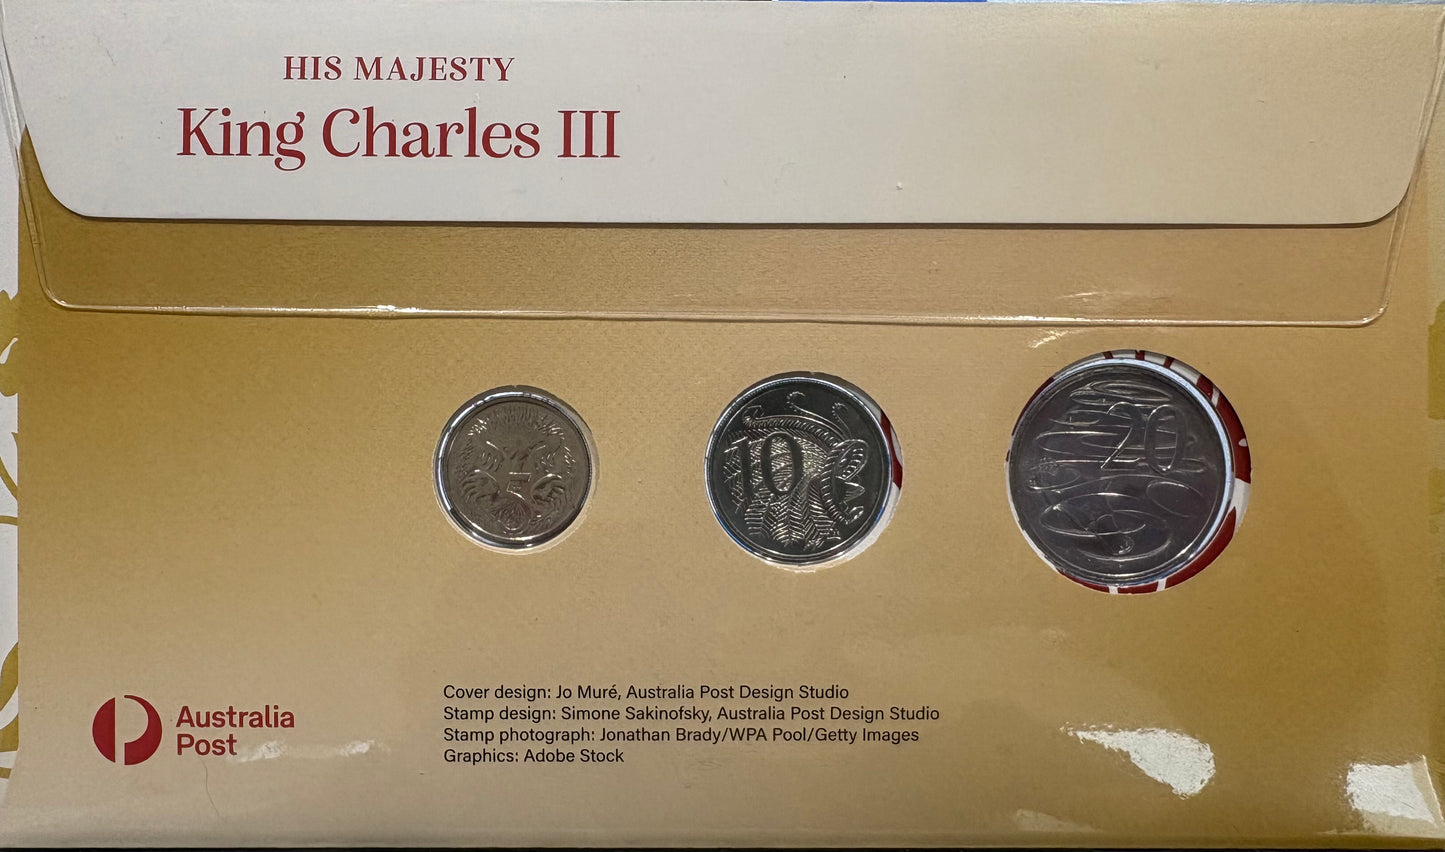 HIS MAJESTY
King Charles III
5
10
20
Australia
Post
Cover design: Jo Muré, Australia Post Design Studio
Stamp design: Simone Sakinofsky, Australia Post Design Studio
Stamp photograph: Jonathan Brady/WPA Pool/Getty Images
Graphics: Adobe Stock